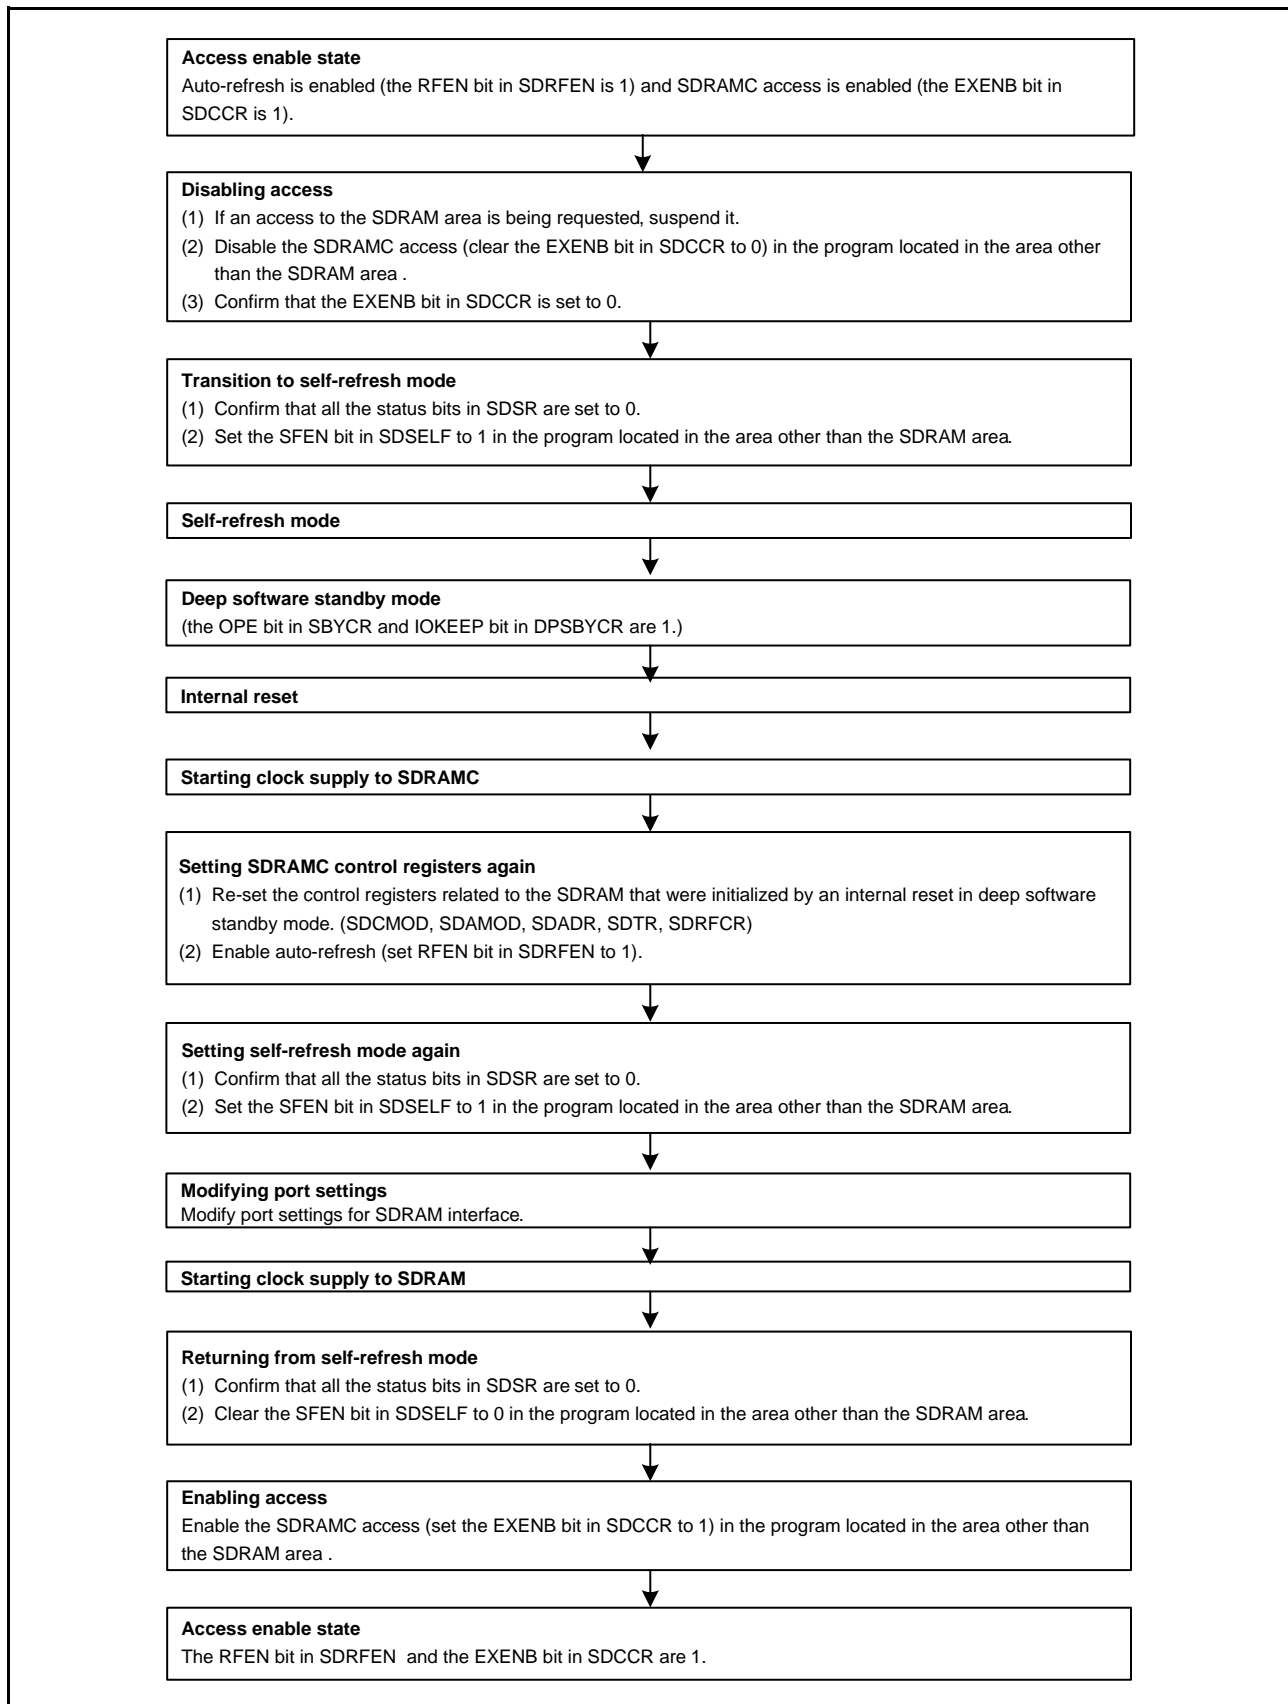 Access enable state
Auto-refresh is enabled (the RFEN bit in SDRFEN is 1) and SDRAMC access is enabled (the EXENB bit in
SDCCR is 1).
Disabling access
(1) If an access to the SDRAM area is being requested, suspend it.
(2) Disable the SDRAMC access (clear the EXENB bit in SDCCR to 0) in the program located in the area other
than the SDRAM area .
(3) Confirm that the EXENB bit in SDCCR is set to 0.
Transition to self-refresh mode
(1) Confirm that all the status bits in SDSR are set to 0.
(2) Set the SFEN bit in SDSELF to 1 in the program located in the area other than the SDRAM area.
Self-refresh mode
Deep software standby mode
(the OPE bit in SBYCR and IOKEEP bit in DPSBYCR are 1.)
Internal reset
Starting clock supply to SDRAMC
Setting SDRAMC control registers again
(1) Re-set the control registers related to the SDRAM that were initialized by an internal reset in deep software
standby mode. (SDCMOD, SDAMOD, SDADR, SDTR, SDRFCR)
(2) Enable auto-refresh (set RFEN bit in SDRFEN to 1).
Setting self-refresh mode again
(1) Confirm that all the status bits in SDSR are set to 0.
(2) Set the SFEN bit in SDSELF to 1 in the program located in the area other than the SDRAM area.
Modifying port settings
Modify port settings for SDRAM interface.
Starting clock supply to SDRAM
Returning from self-refresh mode
(1) Confirm that all the status bits in SDSR are set to 0.
(2) Clear the SFEN bit in SDSELF to 0 in the program located in the area other than the SDRAM area.
Enabling access
Enable the SDRAMC access (set the EXENB bit in SDCCR to 1) in the program located in the area other than
the SDRAM area .
Access enable state
The RFEN bit in SDRFEN and the EXENB bit in SDCCR are 1.